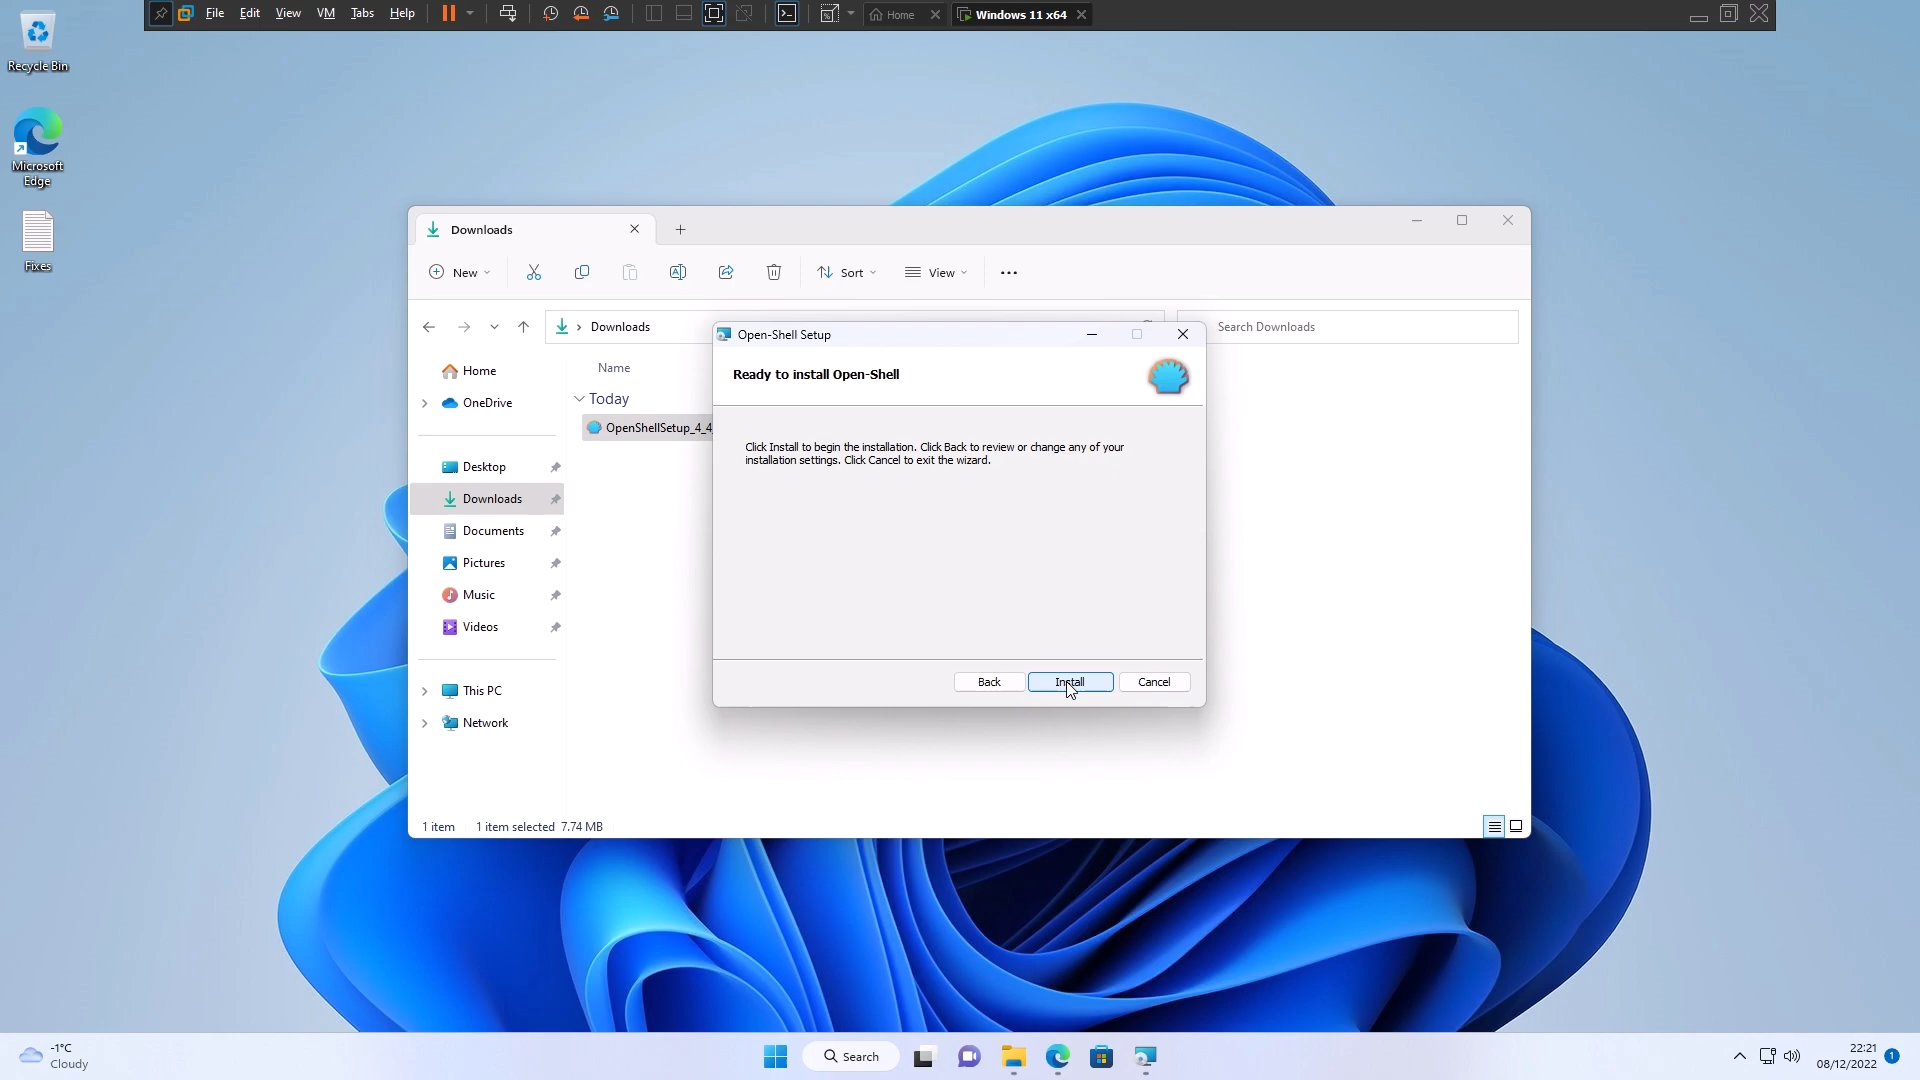 File Edit View VM Tabs Help
Home
Windows 11 x64
Recycle Bin
Microsoft
Edge
Fixes
Downloads
New
Sort
View
Downloads
Search Downloads
Home
OneDrive
Desktop
Downloads
Documents
Pictures
Music
Videos
This PC
Network
Name
Today
OpenShellSetup_4_4
Open-Shell Setup
Ready to install Open-Shell
Click Install to begin the installation. Click Back to review or change any of your
installation settings. Click Cancel to exit the wizard.
Back
Install
Cancel
1 item 1 item selected 7.74 MB
-1°C
Cloudy
Search
22:21
08/12/2022
1